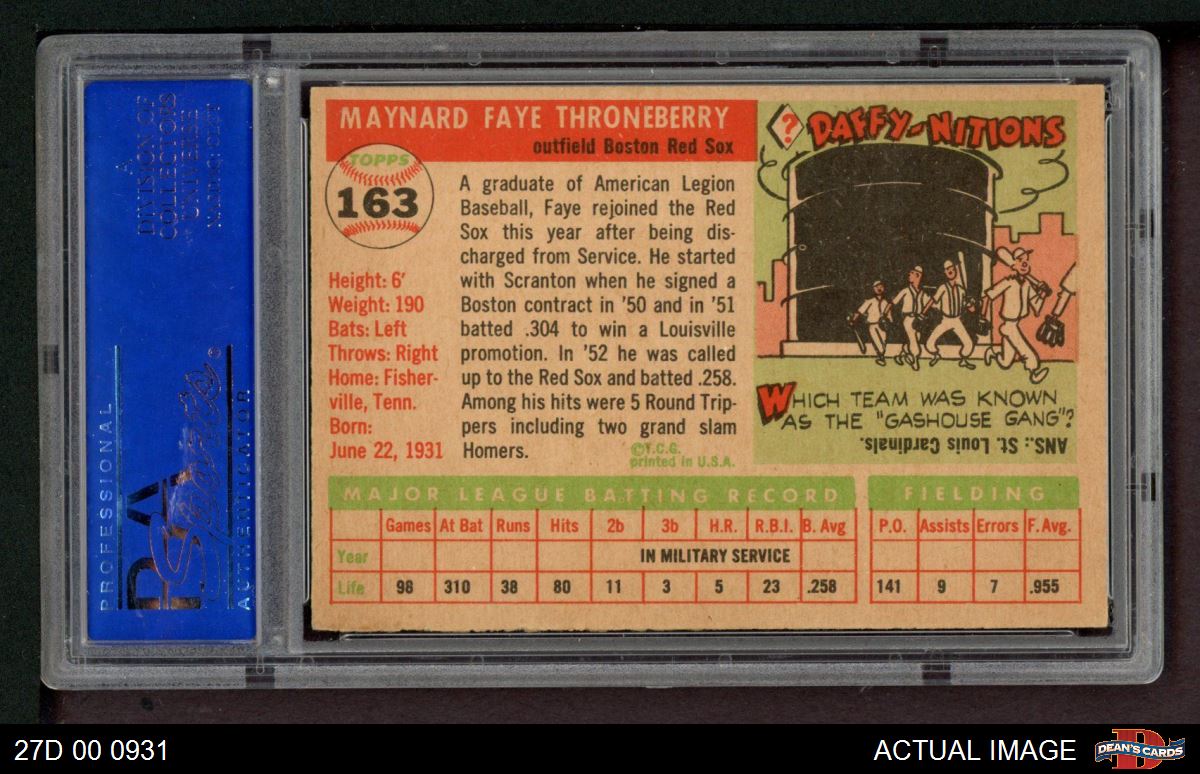 A
DIVISION OF
COLLECTORS
UNIVERSE
NASDAQ: CLCT
PROFESSIONAL
PSA
Sports
AUTHENTICATOR
MAYNARD FAYE THRONEBERRY
outfield Boston Red Sox
TOPPS
163
Height: 6'
Weight: 190
Bats: Left
Throws: Right
Home: Fisher-
ville, Tenn.
Born:
June 22, 1931
A graduate of American Legion
Baseball, Faye rejoined the Red
Sox this year after being dis-
charged from Service. He started
with Scranton when he signed a
Boston contract in '50 and in '51
batted .304 to win a Louisville
promotion. In '52 he was called
up to the Red Sox and batted .258.
Among his hits were 5 Round Trip-
pers including two grand slam
Homers.
©T.C.G.
printed in U.S.A.
? DAFFY-NITIONS
WHICH TEAM WAS KNOWN
AS THE "GASHOUSE GANG"?
ANS.: St. Louis Cardinals.
MAJOR LEAGUE BATTING RECORD FIELDING
Games At Bat Runs Hits 2b 3b H.R. R.B.I. B. Avg P.O. Assists Errors F. Avg.
Year IN MILITARY SERVICE
Life 98 310 38 80 11 3 5 23 .258 141 9 7 .955
27D 00 0931
ACTUAL IMAGE
DEAN'S CARDS